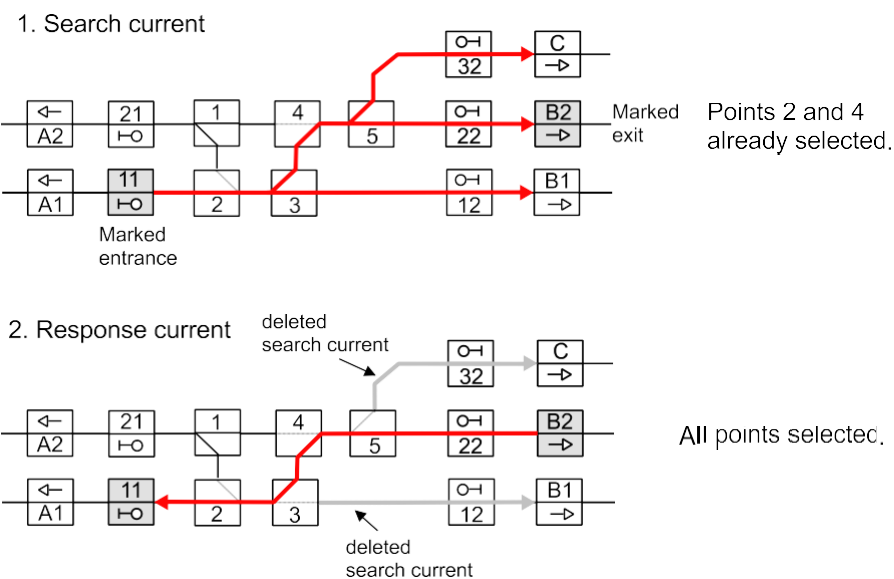 1. Search current
C
32
21 1 4 B2 Marked exit
A2 5 22
Points 2 and 4
already selected.
11 B1
A1 2 3 12
Marked
entrance
2. Response current
deleted
search current
C
32
21 1 4 B2
A2 5 22
All points selected.
11 B1
A1 2 3 12
deleted
search current